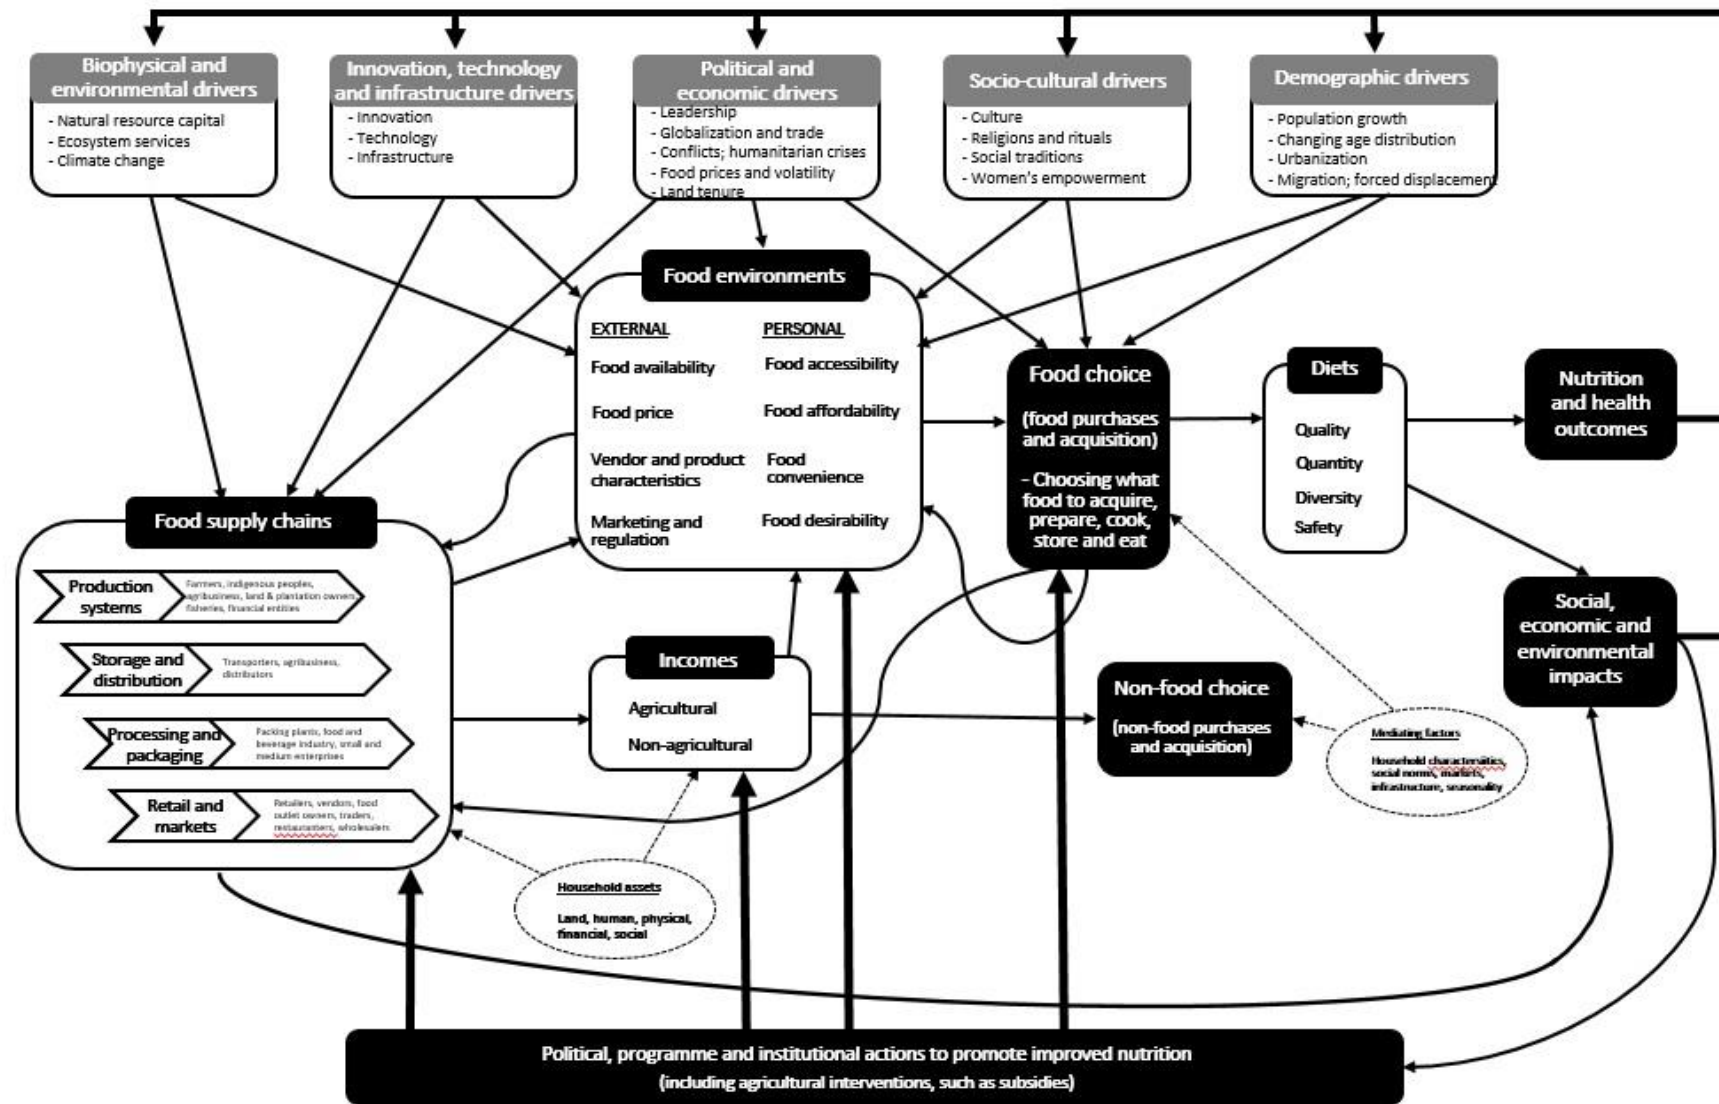 Biophysical and
environmental drivers
- Natural resource capital
- Ecosystem services
- Climate change
Innovation, technology
and infrastructure drivers
- Innovation
- Technology
- Infrastructure
Political and
economic drivers
- Leadership
- Globalization and trade
- Conflicts; humanitarian crises
- Food prices and volatility
- Land tenure
Socio-cultural drivers
- Culture
- Religions and rituals
- Social traditions
- Women's empowerment
Demographic drivers
- Population growth
- Changing age distribution
- Urbanization
- Migration; forced displacement
Food environments
EXTERNAL
Food availability
Food price
Vendor and product
characteristics
Marketing and
regulation
PERSONAL
Food accessibility
Food affordability
Food
convenience
Food desirability
Food choice
(food purchases
and acquisition)
- Choosing what
food to acquire,
prepare, cook,
store and eat
Diets
Quality
Quantity
Diversity
Safety
Nutrition
and health
outcomes
Food supply chains
Production
systems
Farmers, indigenous peoples,
agribusiness, land & plantation owners,
fisheries, financial entities
Storage and
distribution
Transporters, agribusiness,
distributors
Processing and
packaging
Packing plants, food and
beverage industry, small and
medium enterprises
Retail and
markets
Retailers, vendors, food
outlet owners, traders,
restauranters, wholesalers
Incomes
Agricultural
Non-agricultural
Non-food choice
(non-food purchases
and acquisition)
Social,
economic and
environmental
impacts
Mediating factors
Household charactersitics,
social norms, markets,
infrastructure, seasonality
Household assets
Land, human, physical,
financial, social
Political, programme and institutional actions to promote improved nutrition
(including agricultural interventions, such as subsidies)